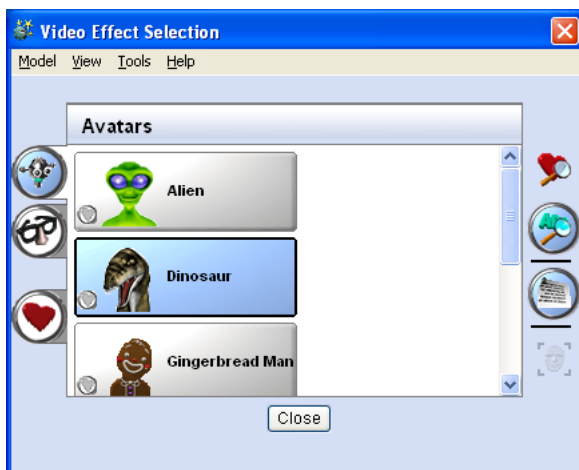 Video Effect Selection
Model View Tools Help
Avatars
Alien
Dinosaur
Gingerbread Man
Close